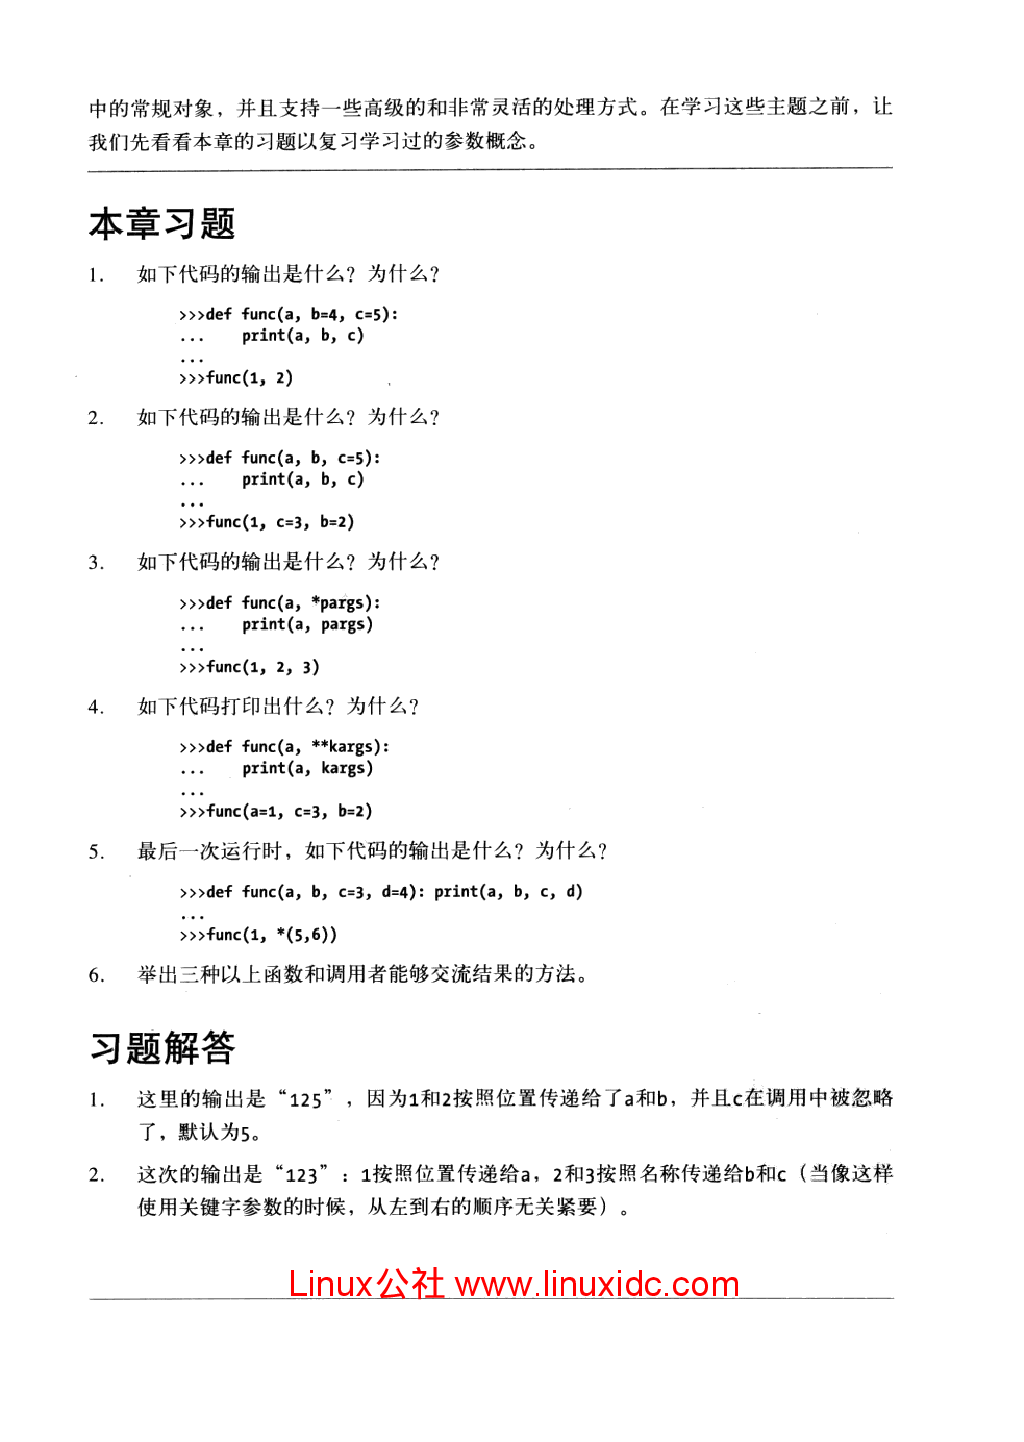 中的常规对象，并且支持一些高级的和非常灵活的处理方式。在学习这些主题之前，让
我们先看看本章的习题以复习学习过的参数概念。
本章习题
1. 如下代码的输出是什么？为什么？
>>>def func(a, b=4, c=5):
... print(a, b, c)
...
>>>func(1, 2)
2. 如下代码的输出是什么？为什么？
>>>def func(a, b, c=5):
... print(a, b, c)
...
>>>func(1, c=3, b=2)
3. 如下代码的输出是什么？为什么？
>>>def func(a, *pargs):
... print(a, pargs)
...
>>>func(1, 2, 3)
4. 如下代码打印出什么？为什么？
>>>def func(a, **kargs):
... print(a, kargs)
...
>>>func(a=1, c=3, b=2)
5. 最后一次运行时，如下代码的输出是什么？为什么？
>>>def func(a, b, c=3, d=4): print(a, b, c, d)
...
>>>func(1, *(5,6))
6. 举出三种以上函数和调用者能够交流结果的方法。
习题解答
1. 这里的输出是“125”，因为1和2按照位置传递给了a和b，并且c在调用中被忽略
了，默认为5。
2. 这次的输出是“123”：1按照位置传递给a，2和3按照名称传递给b和c（当像这样
使用关键字参数的时候，从左到右的顺序无关紧要）。
Linux公社 www.linuxidc.com